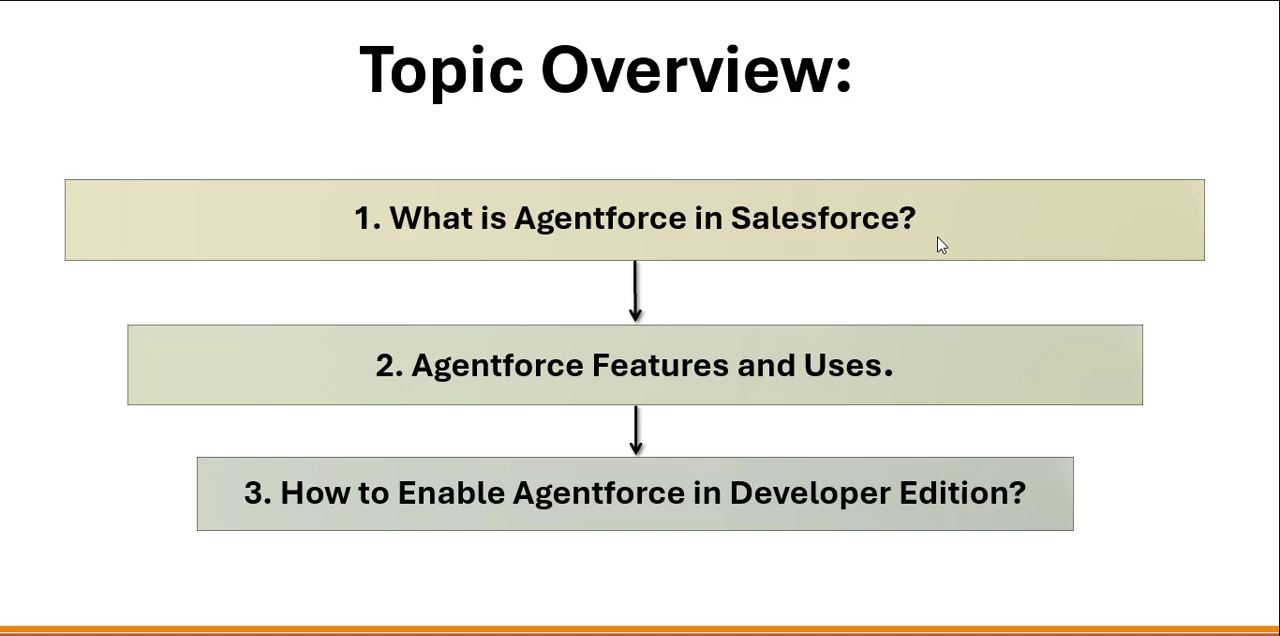 Topic Overview:
1. What is Agentforce in Salesforce?
2. Agentforce Features and Uses.
3. How to Enable Agentforce in Developer Edition?